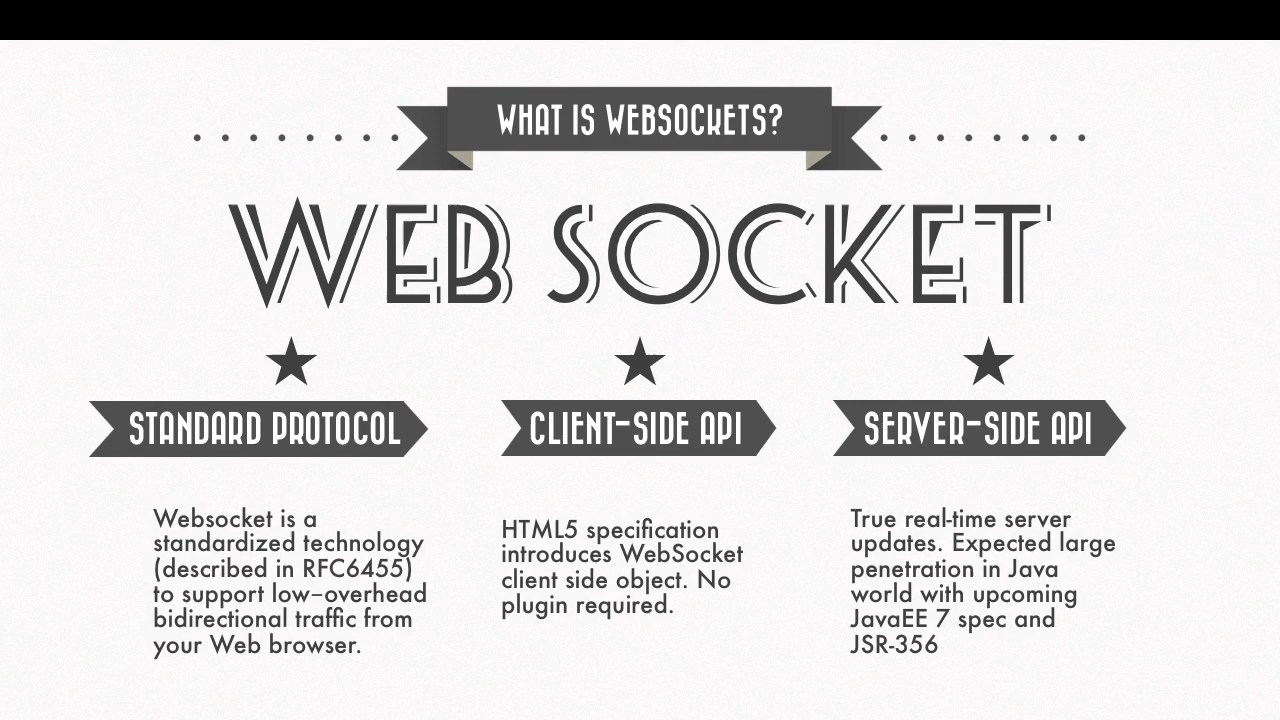 WHAT IS WEBSOCKETS?
WEB SOCKET
STANDARD PROTOCOL
Websocket is a
standardized technology
(described in RFC6455)
to support low–overhead
bidirectional traffic from
your Web browser.
CLIENT-SIDE API
HTML5 specification
introduces WebSocket
client side object. No
plugin required.
SERVER-SIDE API
True real-time server
updates. Expected large
penetration in Java
world with upcoming
JavaEE 7 spec and
JSR-356